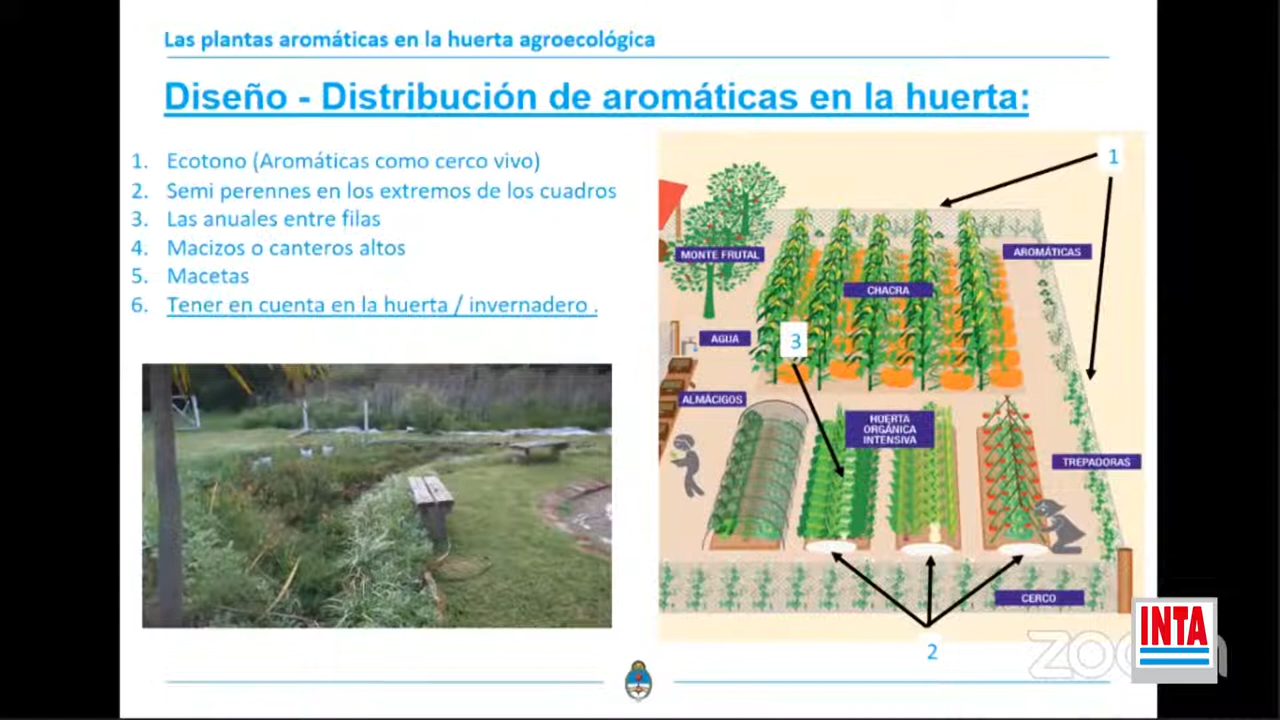 Las plantas aromáticas en la huerta agroecológica
Diseño - Distribución de aromáticas en la huerta:
1. Ecotono (Aromáticas como cerco vivo)
2. Semi perennes en los extremos de los cuadros
3. Las anuales entre filas
4. Macizos o canteros altos
5. Macetas
6. Tener en cuenta en la huerta / invernadero .
1
MONTE FRUTAL
AROMÁTICAS
CHACRA
AGUA
3
ALMÁCIGOS
HUERTA
ORGÁNICA
INTENSIVA
TREPADORAS
CERCO
2
zoom
INTA